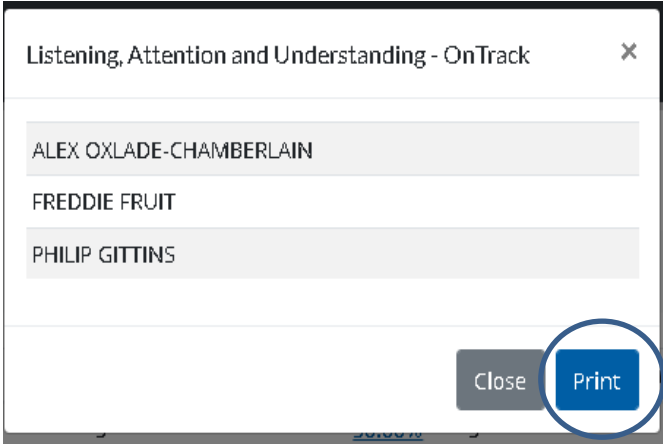 Listening, Attention and Understanding - OnTrack ×
ALEX OXLADE-CHAMBERLAIN
FREDDIE FRUIT
PHILIP GITTINS
Close Print